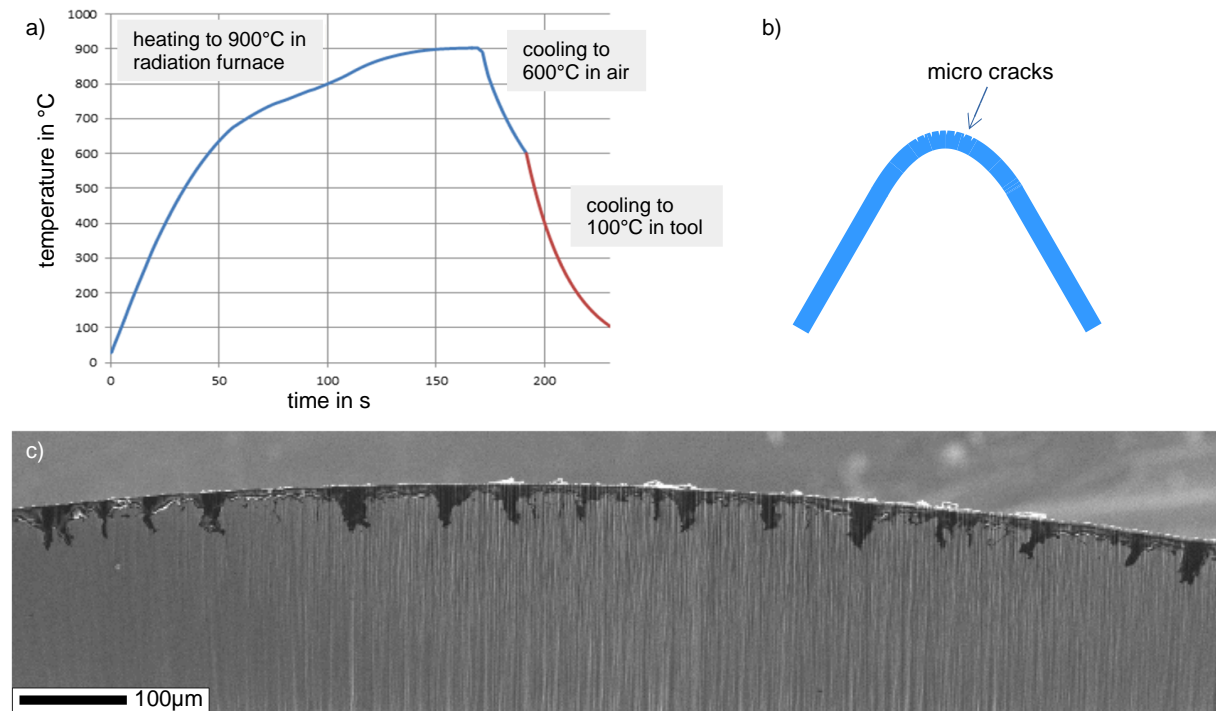 a)
1000
900
800
700
600
500
400
300
200
100
0
temperature in °C
heating to 900°C in
radiation furnace
cooling to
600°C in air
cooling to
100°C in tool
0
50
100
150
200
time in s
b)
micro cracks
c)
100µm